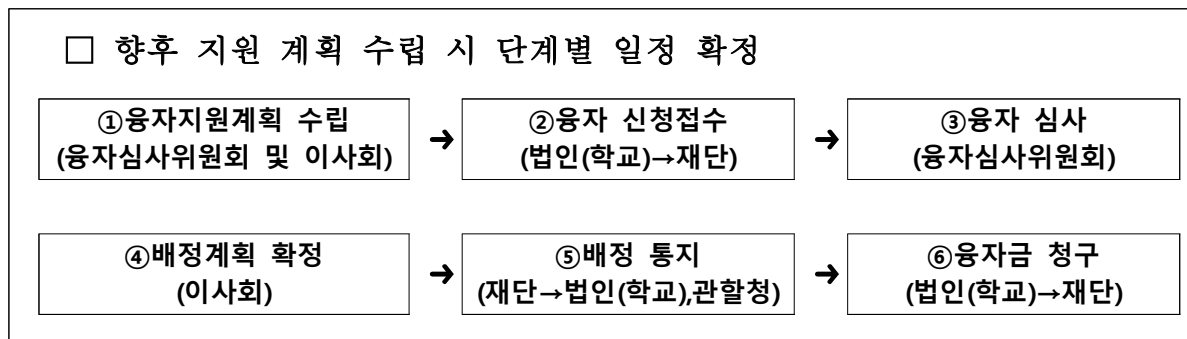 □ 향후 지원 계획 수립 시 단계별 일정 확정
①융자지원계획 수립
(융자심사위원회 및 이사회)
➔
②융자 신청접수
(법인(학교)→재단)
➔
③융자 심사
(융자심사위원회)
④배정계획 확정
(이사회)
➔
⑤배정 통지
(재단→법인(학교),관할청)
➔
⑥융자금 청구
(법인(학교)→재단)